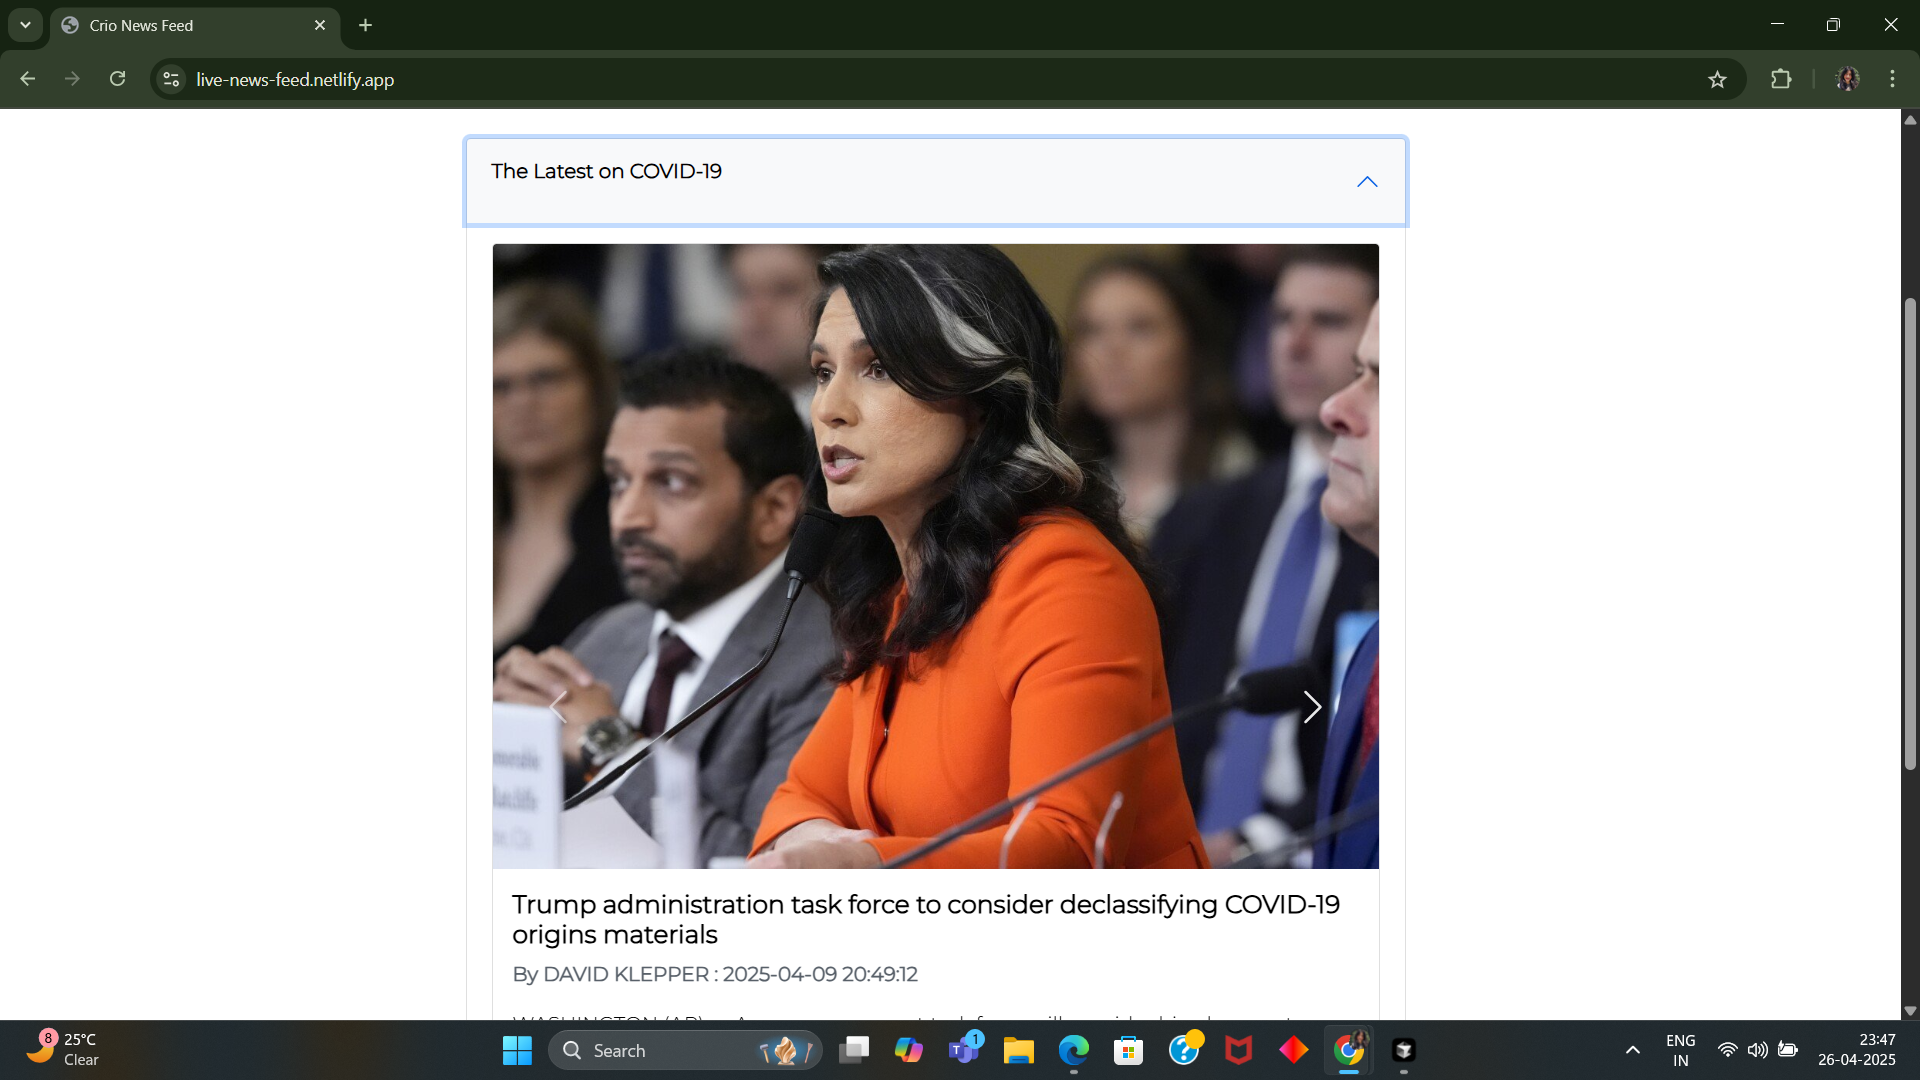 Crio News Feed
live-news-feed.netlify.app
The Latest on COVID-19
Trump administration task force to consider declassifying COVID-19
origins materials
By DAVID KLEPPER : 2025-04-09 20:49:12
8
25°C
Clear
Search
1
ENG
IN
23:47
26-04-2025